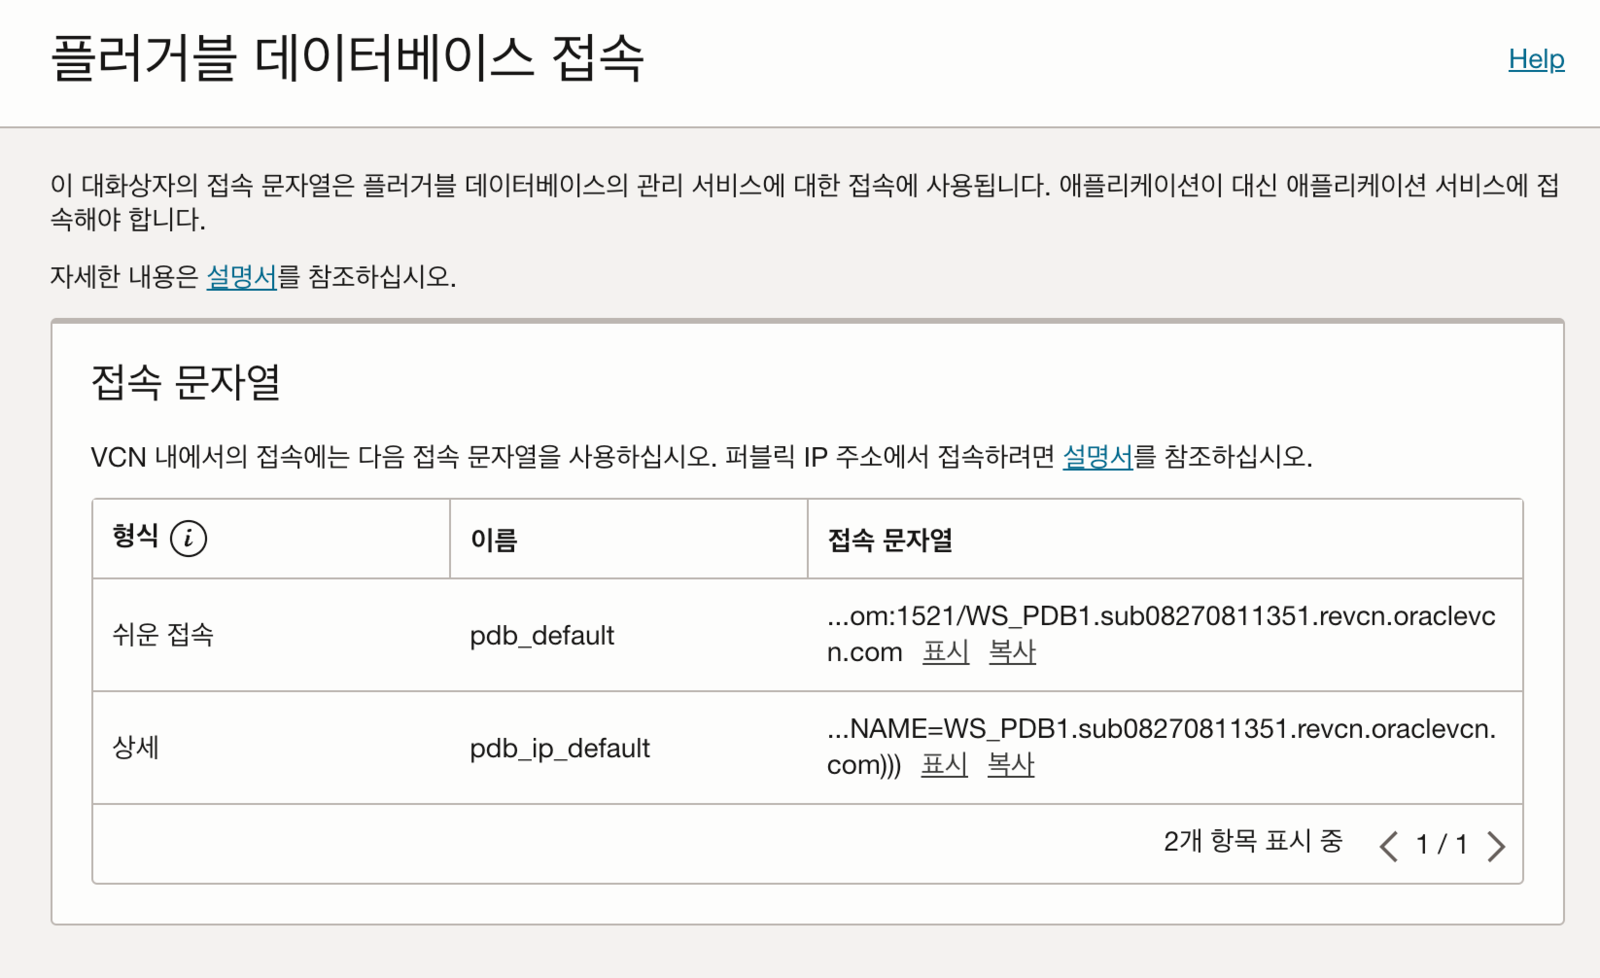 플러거블 데이터베이스 접속
Help
이 대화상자의 접속 문자열은 플러거블 데이터베이스의 관리 서비스에 대한 접속에 사용됩니다. 애플리케이션이 대신 애플리케이션 서비스에 접
속해야 합니다.
자세한 내용은 설명서를 참조하십시오.
접속 문자열
VCN 내에서의 접속에는 다음 접속 문자열을 사용하십시오. 퍼블릭 IP 주소에서 접속하려면 설명서를 참조하십시오.
형식 i 이름 접속 문자열
쉬운 접속 pdb_default ...om:1521/WS_PDB1.sub08270811351.revcn.oraclevc
n.com 표시 복사
상세 pdb_ip_default ...NAME=WS_PDB1.sub08270811351.revcn.oraclevcn.
com))) 표시 복사
2개 항목 표시 중 1 / 1